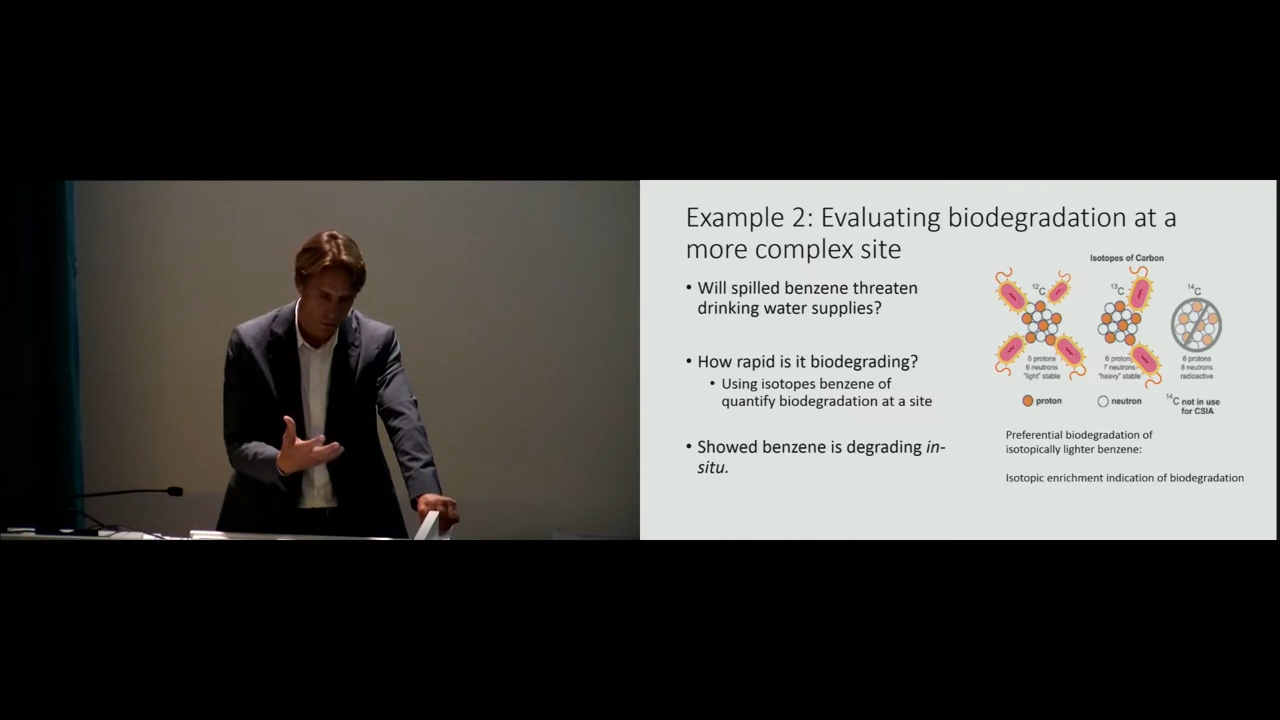 Example 2: Evaluating biodegradation at a
more complex site
• Will spilled benzene threaten
drinking water supplies?
• How rapid is it biodegrading?
• Using isotopes benzene of
quantify biodegradation at a site
• Showed benzene is degrading in-
situ.
Isotopes of Carbon
12C
13C
14C
6 protons
6 neutrons
"light" stable
6 protons
7 neutrons
"heavy" stable
6 protons
8 neutrons
radioactive
proton
neutron
14C not in use
for CSIA
Preferential biodegradation of
isotopically lighter benzene:
Isotopic enrichment indication of biodegradation